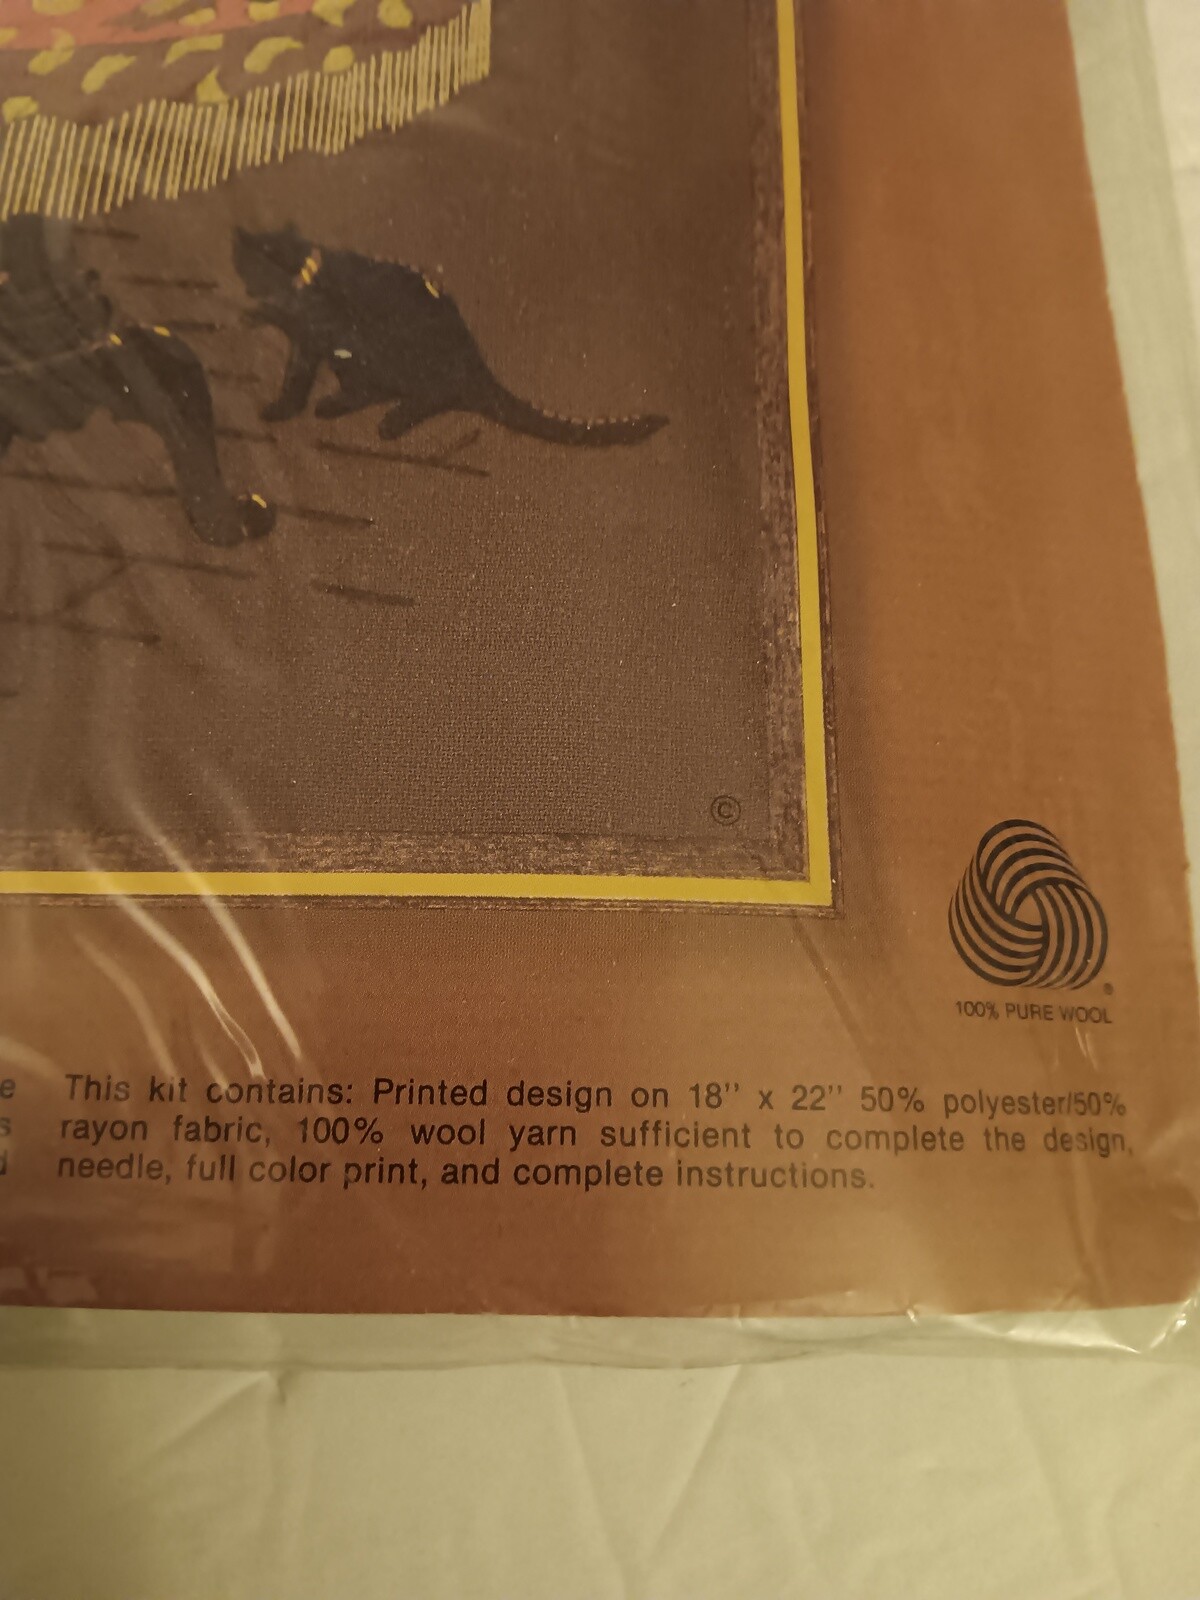 ©
®
100% PURE WOOL
e This kit contains: Printed design on 18" x 22" 50% polyester/50%
s rayon fabric, 100% wool yarn sufficient to complete the design,
d needle, full color print, and complete instructions.